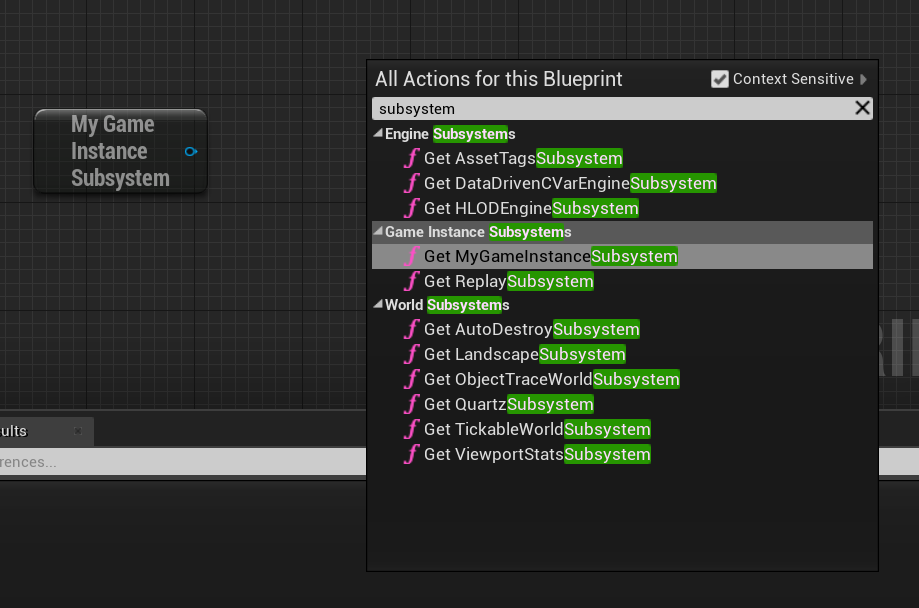 My Game
Instance
Subsystem
All Actions for this Blueprint
Context Sensitive
subsystem
Engine Subsystems
Get AssetTagsSubsystem
Get DataDrivenCVarEngineSubsystem
Get HLODEngineSubsystem
Game Instance Subsystems
Get MyGameInstanceSubsystem
Get ReplaySubsystem
World Subsystems
Get AutoDestroySubsystem
Get LandscapeSubsystem
Get ObjectTraceWorldSubsystem
Get QuartzSubsystem
Get TickableWorldSubsystem
Get ViewportStatsSubsystem
ults
rences...